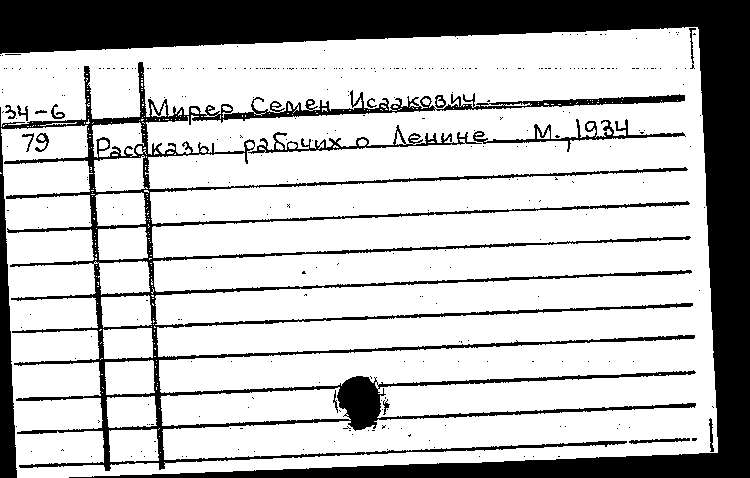 34-6 Мирер Семен Исаакович
79 Рассказы рабочих о Ленине М., 1934.